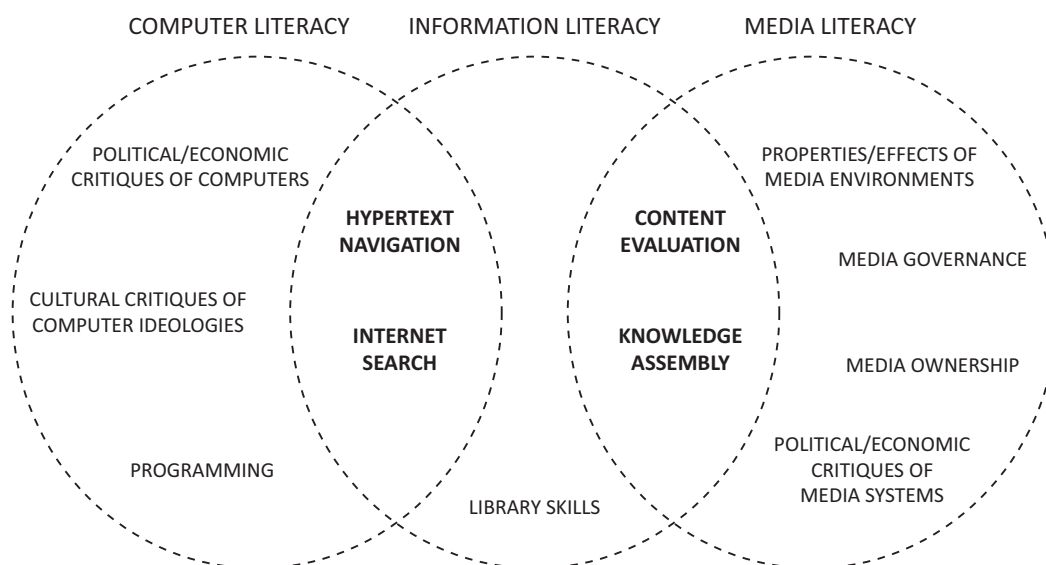 COMPUTER LITERACY
INFORMATION LITERACY
MEDIA LITERACY
POLITICAL/ECONOMIC
CRITIQUES OF COMPUTERS
CULTURAL CRITIQUES OF
COMPUTER IDEOLOGIES
PROGRAMMING
HYPERTEXT
NAVIGATION
INTERNET
SEARCH
LIBRARY SKILLS
CONTENT
EVALUATION
KNOWLEDGE
ASSEMBLY
PROPERTIES/EFFECTS OF
MEDIA ENVIRONMENTS
MEDIA GOVERNANCE
MEDIA OWNERSHIP
POLITICAL/ECONOMIC
CRITIQUES OF
MEDIA SYSTEMS